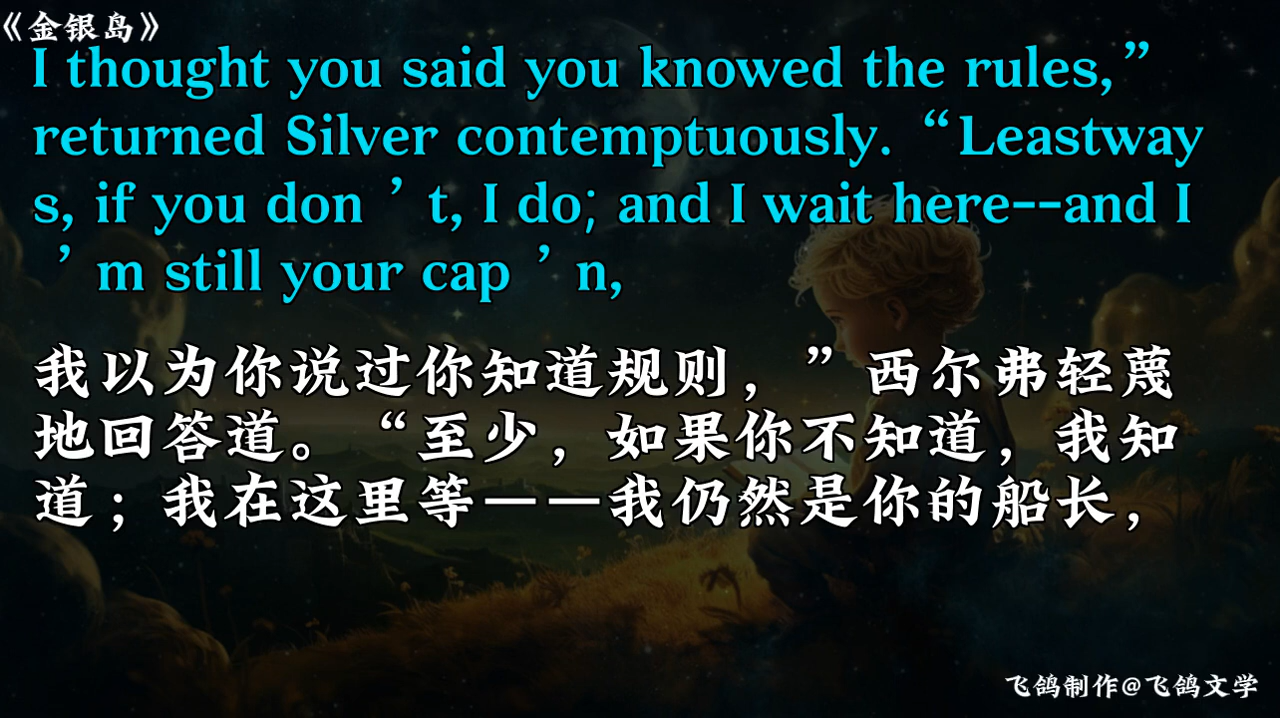 《金银岛》
I thought you said you knowed the rules,”
returned Silver contemptuously. “Leastway
s, if you don ’ t, I do; and I wait here--and I
’ m still your cap ’ n,
我以为你说过你知道规则，”西尔弗轻蔑
地回答道。“至少，如果你不知道，我知
道；我在这里等——我仍然是你的船长，
飞鸽制作@飞鸽文学